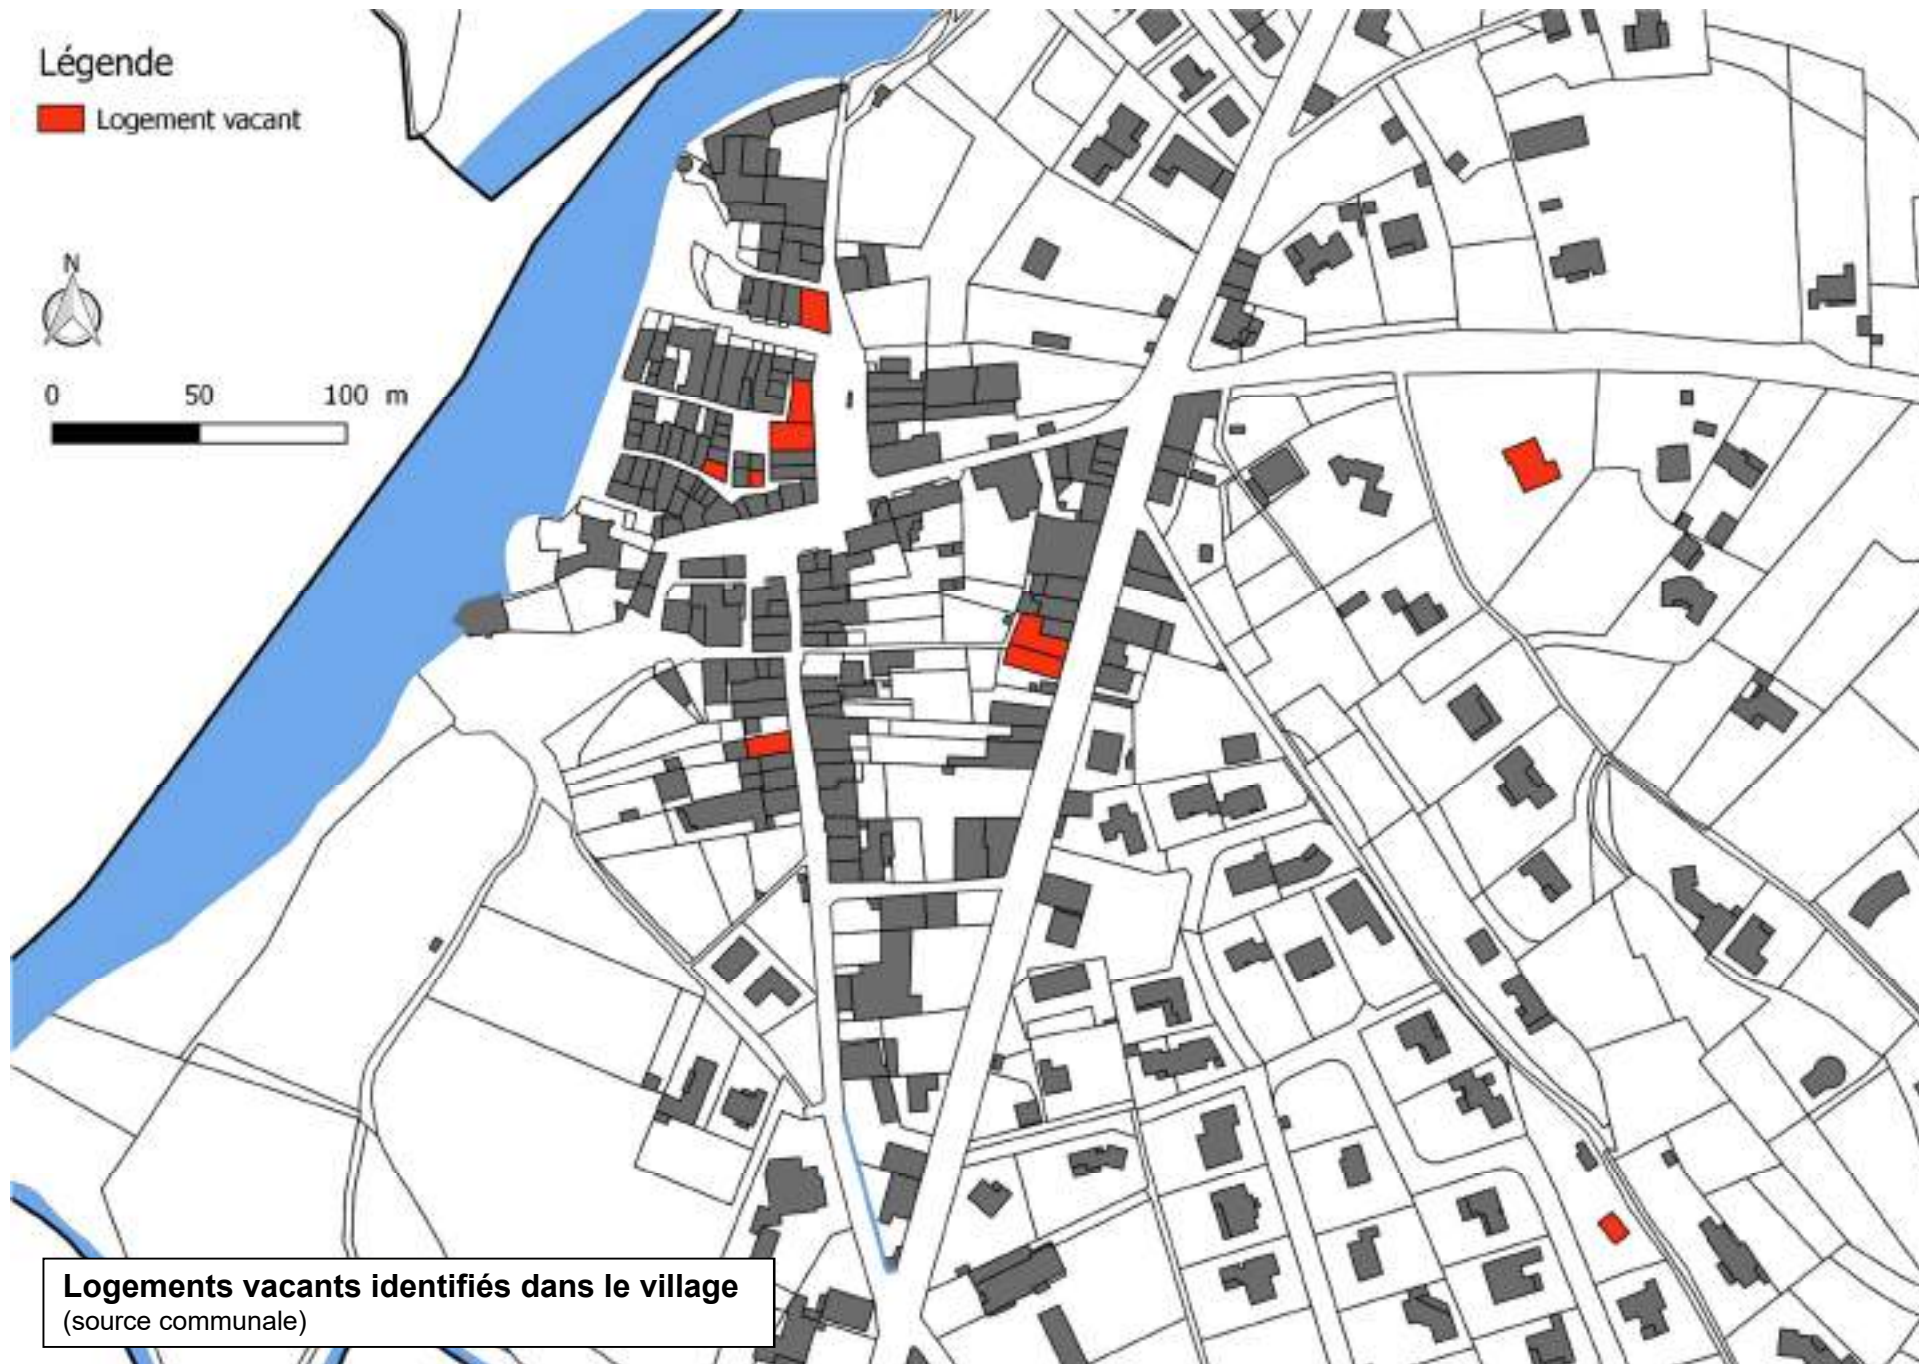 Légende
Logement vacant
N
0 50 100 m
Logements vacants identifiés dans le village
(source communale)